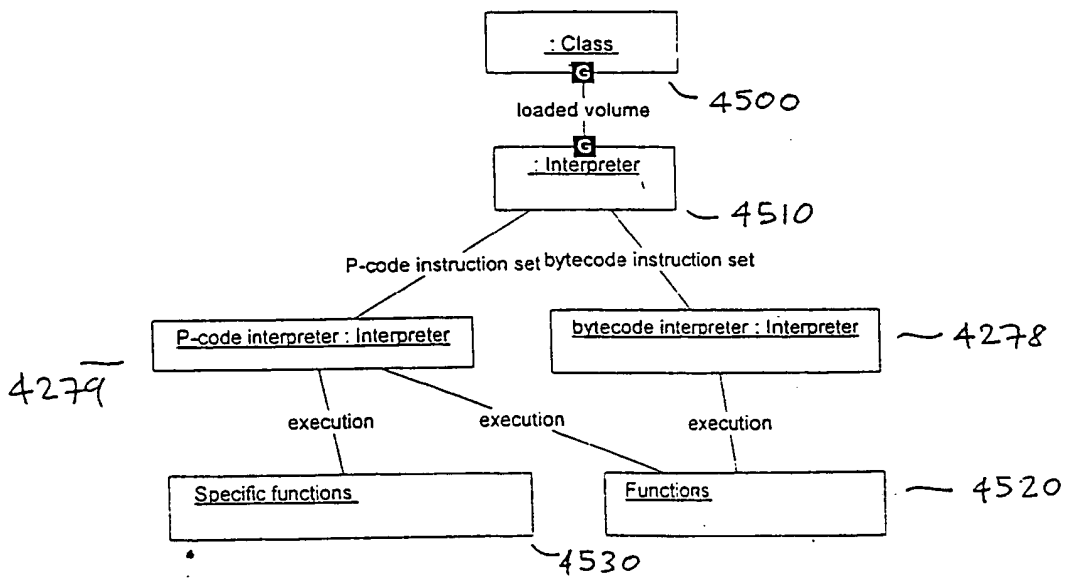 : Class
G
4500
loaded volume
G
: Interpreter
4510
P-code instruction set bytecode instruction set
P-code interpreter : Interpreter
bytecode interpreter : Interpreter
4278
4279
execution
execution
execution
Specific functions
Functions
4520
4530